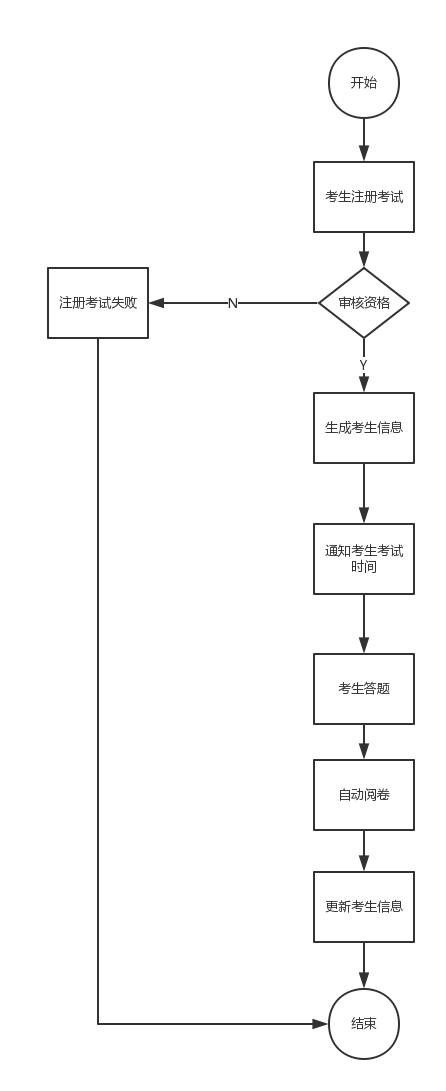 开始
考生注册考试
注册考试失败
N
审核资格
Y
生成考生信息
通知考生考试
时间
考生答题
自动阅卷
更新考生信息
结束